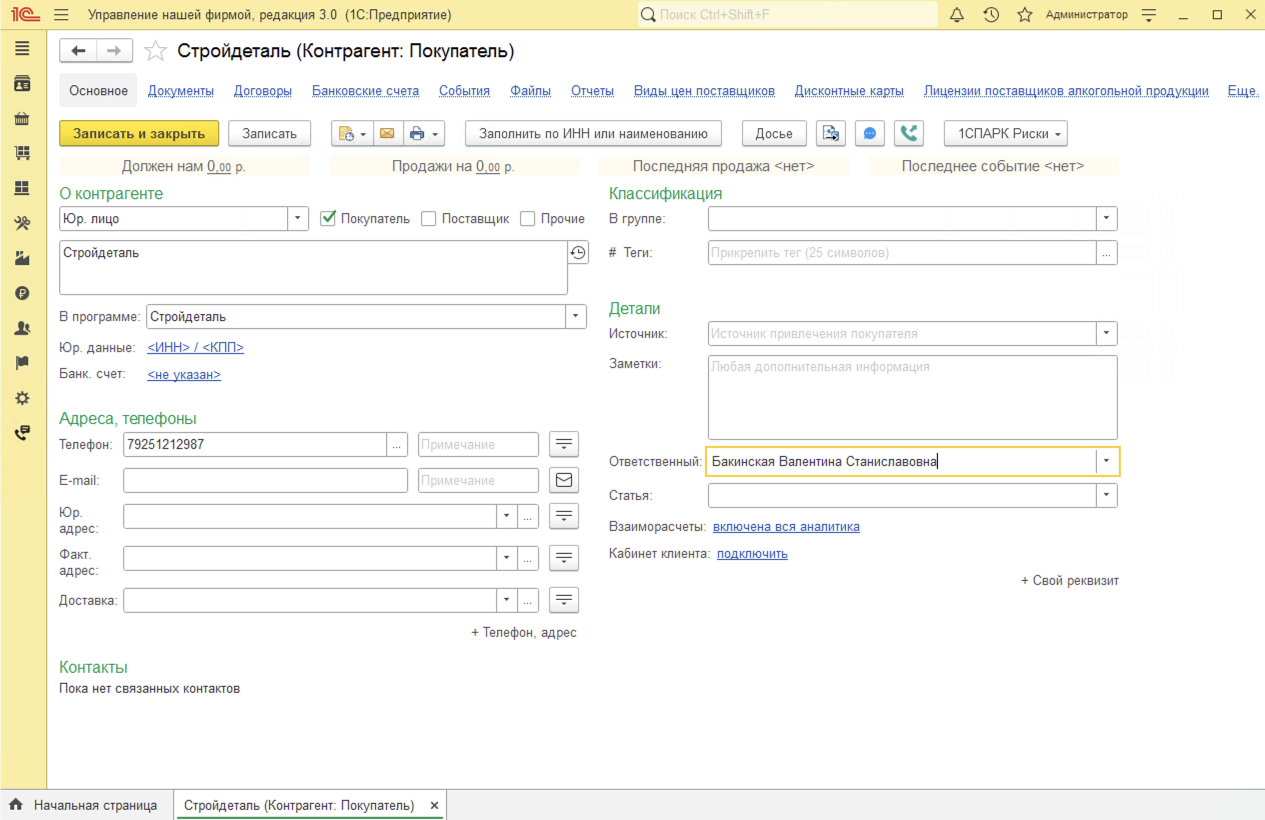 1С Управление нашей фирмой, редакция 3.0 (1С:Предприятие) Поиск Ctrl+Shift+F Администратор
Стройдеталь (Контрагент: Покупатель)
Основное Документы Договоры Банковские счета События Файлы Отчеты Виды цен поставщиков Дисконтные карты Лицензии поставщиков алкогольной продукции Еще.
Записать и закрыть Записать Заполнить по ИНН или наименованию Досье 1СПАРК Риски
Должен нам 0,00 р. Продажи на 0,00 р. Последняя продажа <нет> Последнее событие <нет>
О контрагенте
Юр. лицо Покупатель Поставщик Прочие
Стройдеталь
В программе: Стройдеталь
Юр. данные: <ИНН> / <КПП>
Банк. счет: <не указан>
Адреса, телефоны
Телефон: 79251212987 ... Примечание
E-mail: Примечание
Юр.
адрес: ...
Факт.
адрес: ...
Доставка: ...
+ Телефон, адрес
Контакты
Пока нет связанных контактов
Классификация
В группе:
# Теги: Прикрепить тег (25 символов) ...
Детали
Источник: Источник привлечения покупателя
Заметки: Любая дополнительная информация
Ответственный: Бакинская Валентина Станиславовна
Статья:
Взаиморасчеты: включена вся аналитика
Кабинет клиента: подключить
+ Свой реквизит
Начальная страница Стройдеталь (Контрагент: Покупатель) ×